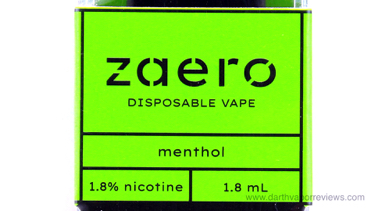 zaero
DISPOSABLE VAPE
menthol
1.8% nicotine 1.8 mL
www.darthvaporreviews.com